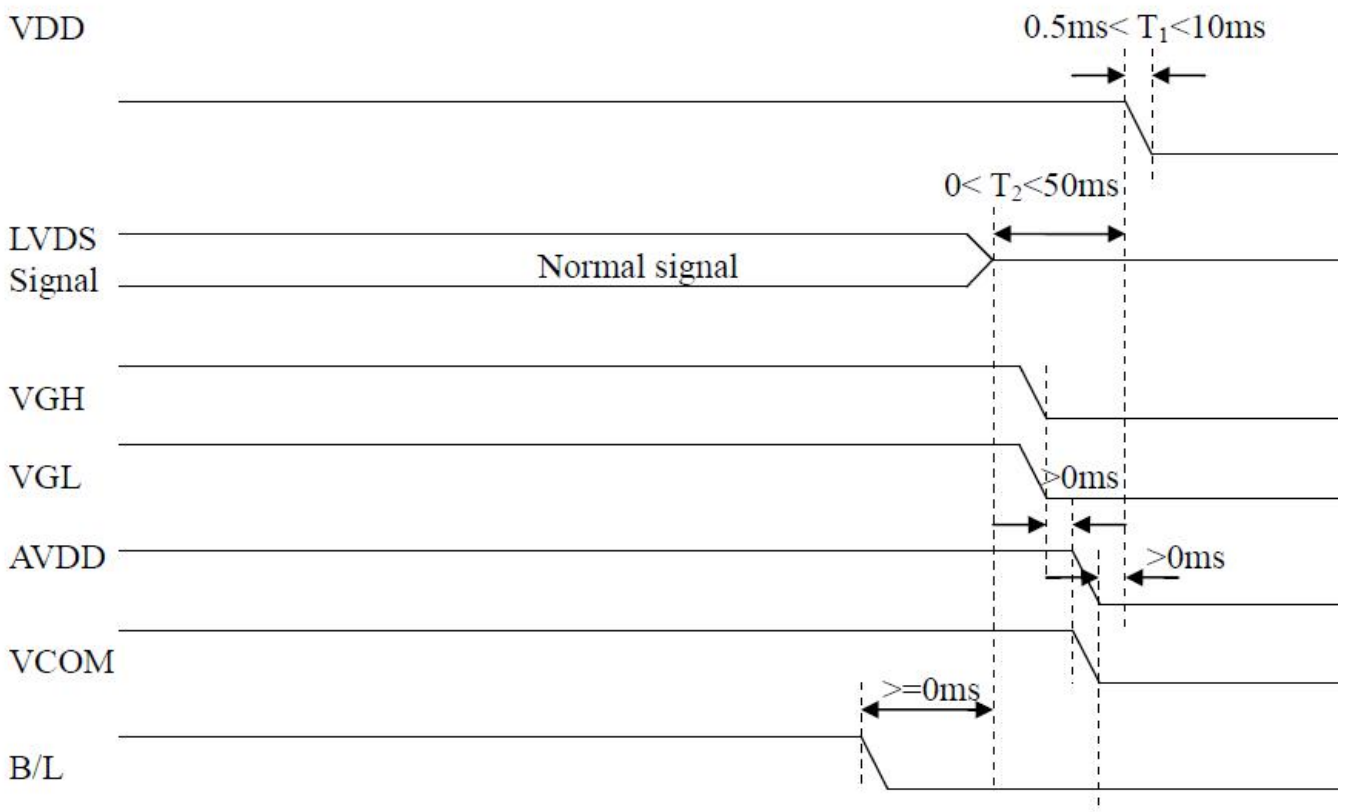 VDD
0.5ms< T₁<10ms
0< T₂<50ms
LVDS
Signal
Normal signal
VGH
VGL
>0ms
AVDD
>0ms
VCOM
>=0ms
B/L